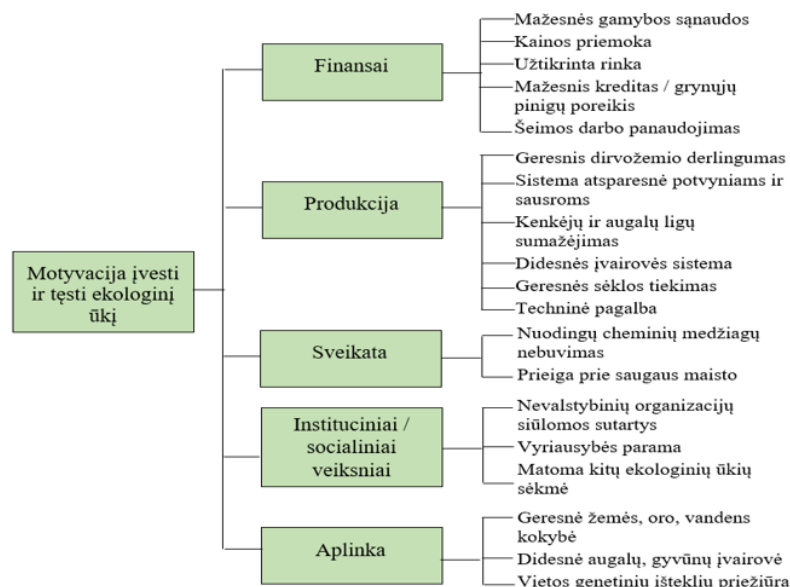 Motyvacija įvesti
ir tęsti ekologinį
ūkį
Finansai
Mažesnės gamybos sąnaudos
Kainos priemoka
Užtikrinta rinka
Mažesnis kreditas / grynųjų
pinigų poreikis
Šeimos darbo panaudojimas
Produkcija
Geresnis dirvožemio derlingumas
Sistema atsparesnė potvyniams ir
sausroms
Kenkėjų ir augalų ligų
sumažėjimas
Didesnės įvairovės sistema
Geresnės sėklos tiekimas
Techninė pagalba
Sveikata
Nuodingų cheminių medžiagų
nebuvimas
Prieiga prie saugaus maisto
Instituciniai /
socialiniai
veiksniai
Nevalstybinių organizacijų
siūlomos sutartys
Vyriausybės parama
Matoma kitų ekologinių ūkių
sėkmė
Aplinka
Geresnė žemės, oro, vandens
kokybė
Didesnė augalų, gyvūnų įvairovė
Vietos genetinių išteklių priežiūra